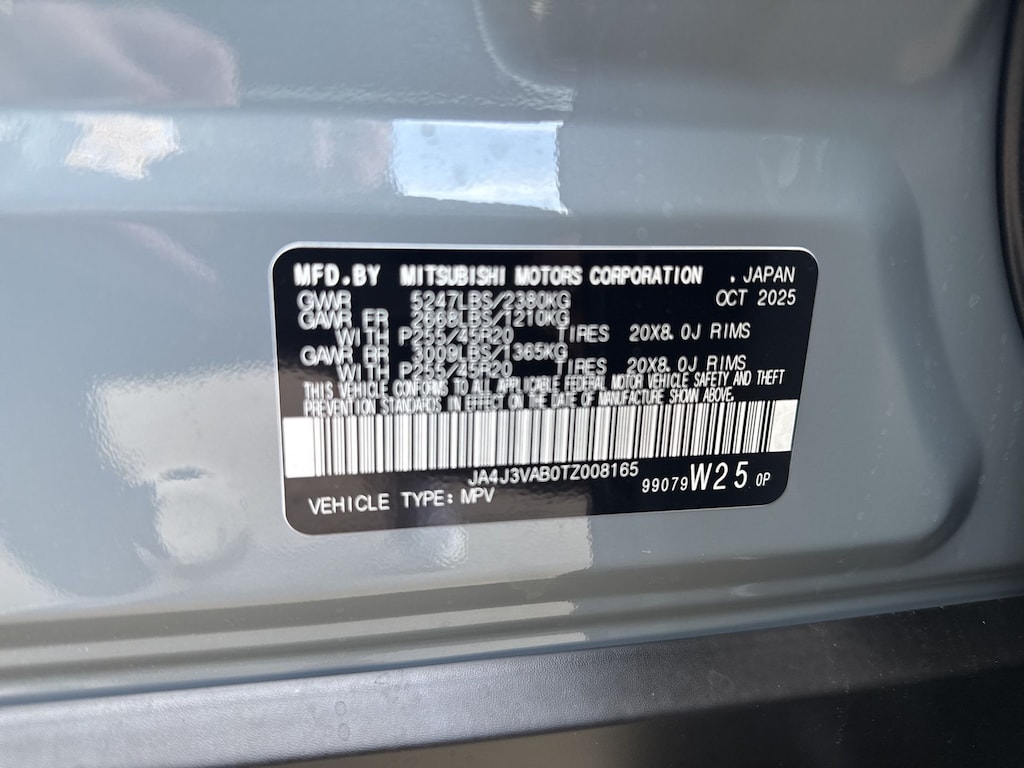 MFD.BY MITSUBISHI MOTORS CORPORATION . JAPAN
GVWR 5247LBS/2380KG OCT 2025
GAWR FR 2668LBS/1210KG
WITH P255/45R20 TIRES 20X8.0J RIMS
GAWR RR 3009LBS/1365KG
WITH P255/45R20 TIRES 20X8.0J RIMS
THIS VEHICLE CONFORMS TO ALL APPLICABLE FEDERAL MOTOR VEHICLE SAFETY AND THEFT
PREVENTION STANDARDS IN EFFECT ON THE DATE OF MANUFACTURE SHOWN ABOVE.
JA4J3VAB0TZ008165
99079 W25 0P
VEHICLE TYPE: MPV